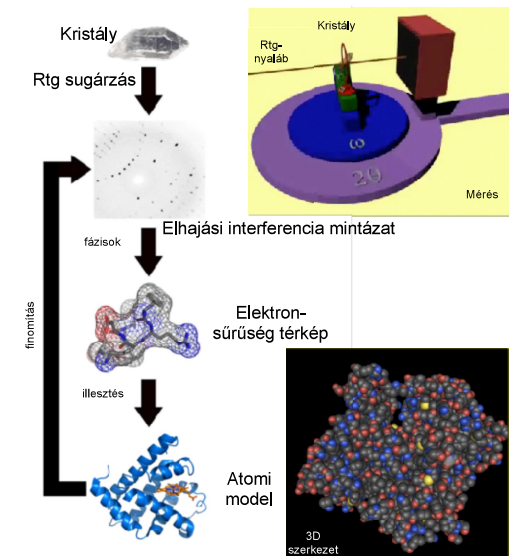 Kristály
Rtg sugárzás
Elhajási interferencia mintázat
fázisok
Elektron-
sűrűség térkép
illesztés
finomítás
Atomi
model
Kristály
Rtg-
nyaláb
ω
2θ
Mérés
3D
szerkezet